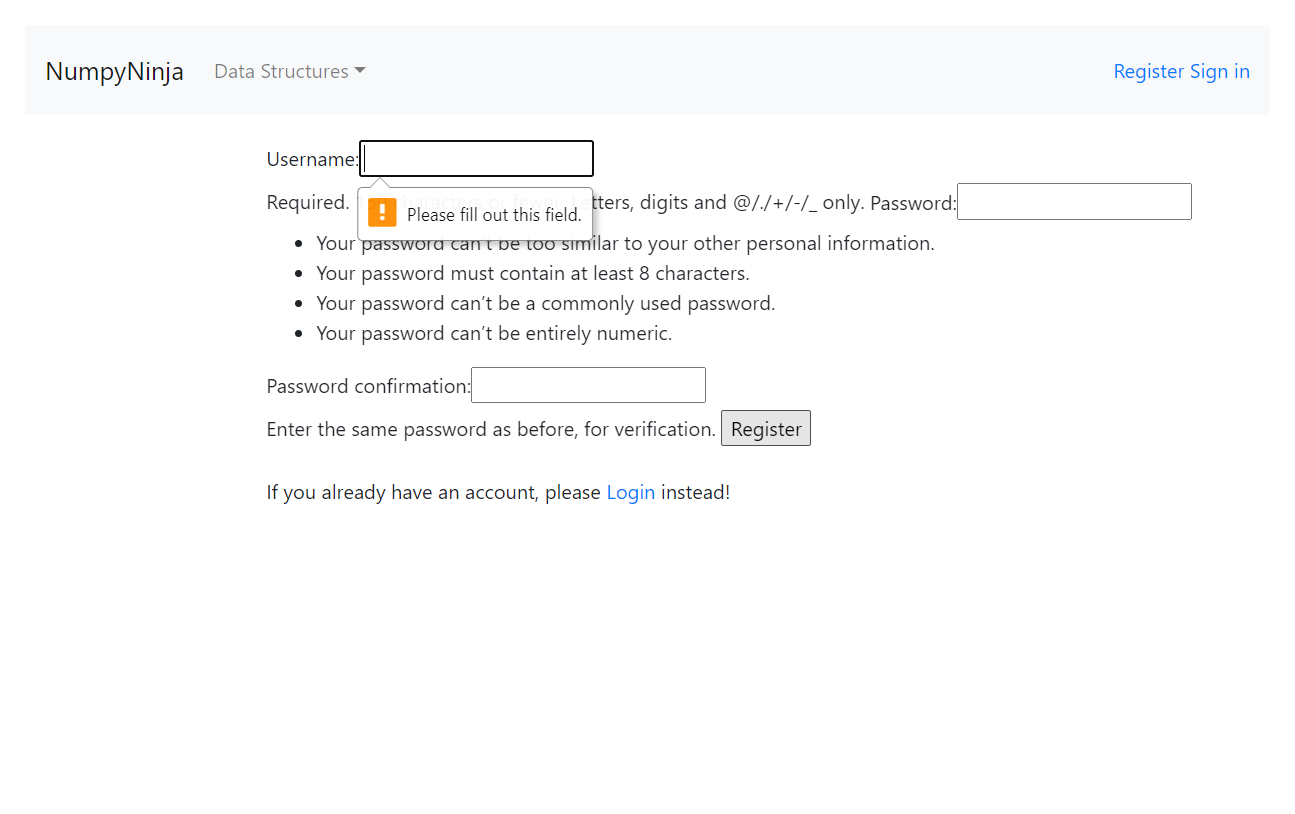 NumpyNinja Data Structures Register Sign in
Username:
Required. characters or fewer. Letters, digits and @/./+/-/_ only. Password:
Please fill out this field.
Your password can't be too similar to your other personal information.
Your password must contain at least 8 characters.
Your password can’t be a commonly used password.
Your password can’t be entirely numeric.
Password confirmation:
Enter the same password as before, for verification. Register
If you already have an account, please Login instead!